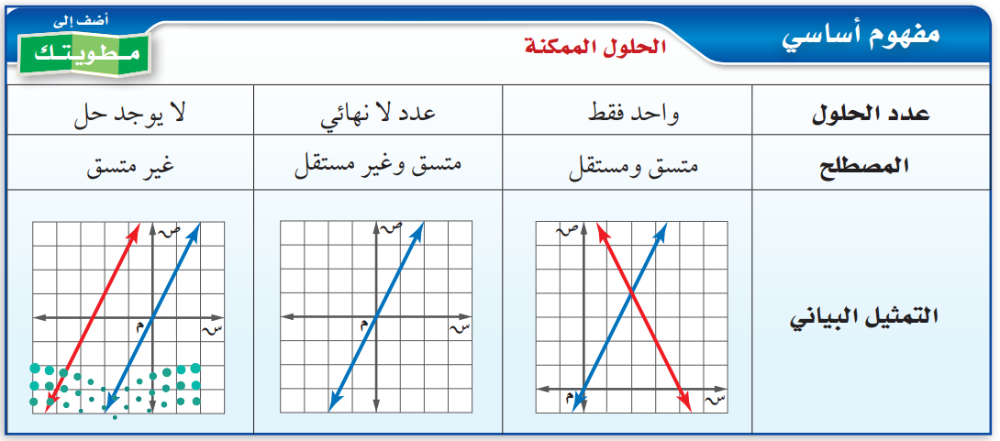 مفهوم أساسي
الحلول الممكنة
أضف إلى
مـطويـتـك
عدد الحلول واحد فقط عدد لا نهائي لا يوجد حل
المصطلح متسق ومستقل متسق وغير مستقل غير متسق
التمثيل البياني
ص
س
م
ص
س
م
ص
س
م